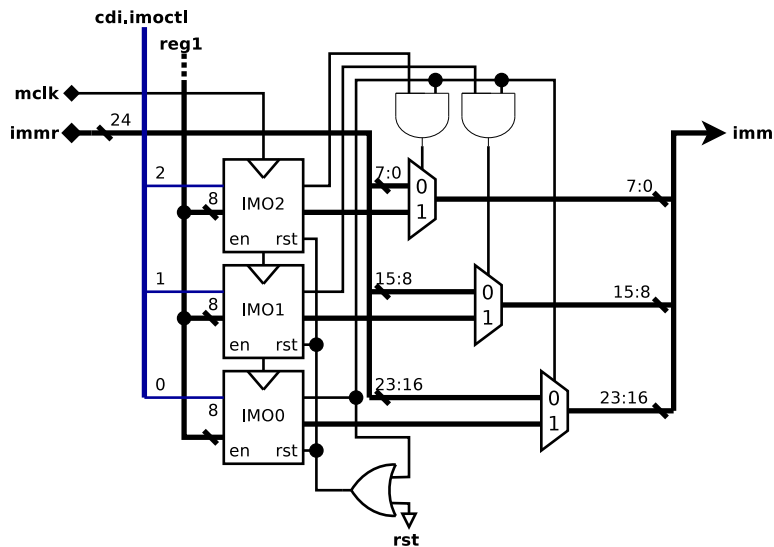 cdi.imoctl
reg1
mclk
immr
24
imm
2
8
IMO2
en rst
7:0
0
1
7:0
1
8
IMO1
en rst
15:8
0
1
15:8
0
8
IMO0
en rst
23:16
0
1
23:16
rst